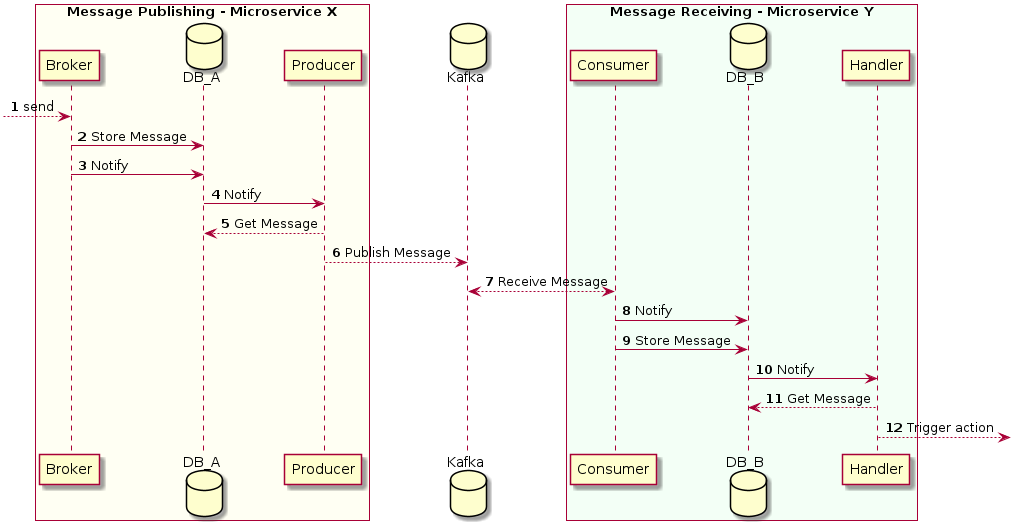 Message Publishing - Microservice X
Message Receiving - Microservice Y
Broker
DB_A
Producer
Kafka
Consumer
DB_B
Handler
1 send
2 Store Message
3 Notify
4 Notify
5 Get Message
6 Publish Message
7 Receive Message
8 Notify
9 Store Message
10 Notify
11 Get Message
12 Trigger action
Broker
DB_A
Producer
Kafka
Consumer
DB_B
Handler